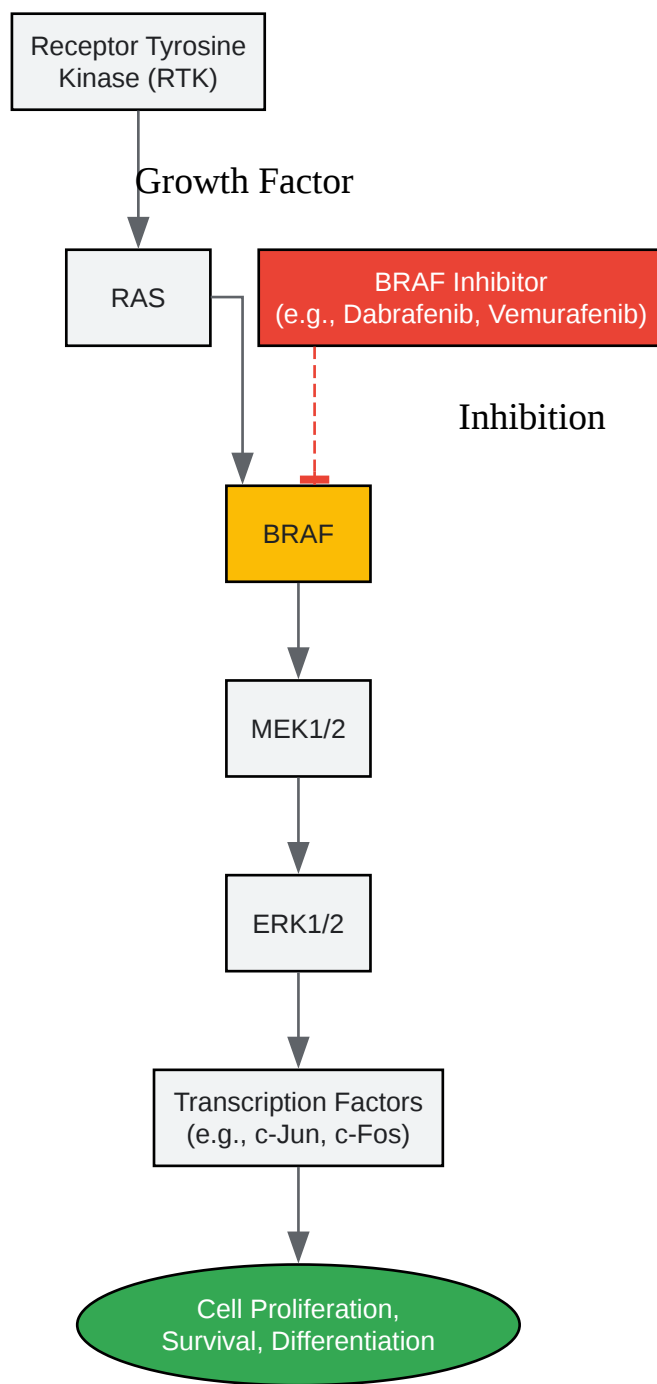 Receptor Tyrosine
Kinase (RTK)
Growth Factor
RAS
BRAF Inhibitor
(e.g., Dabrafenib, Vemurafenib)
Inhibition
BRAF
MEK1/2
ERK1/2
Transcription Factors
(e.g., c-Jun, c-Fos)
Cell Proliferation,
Survival, Differentiation